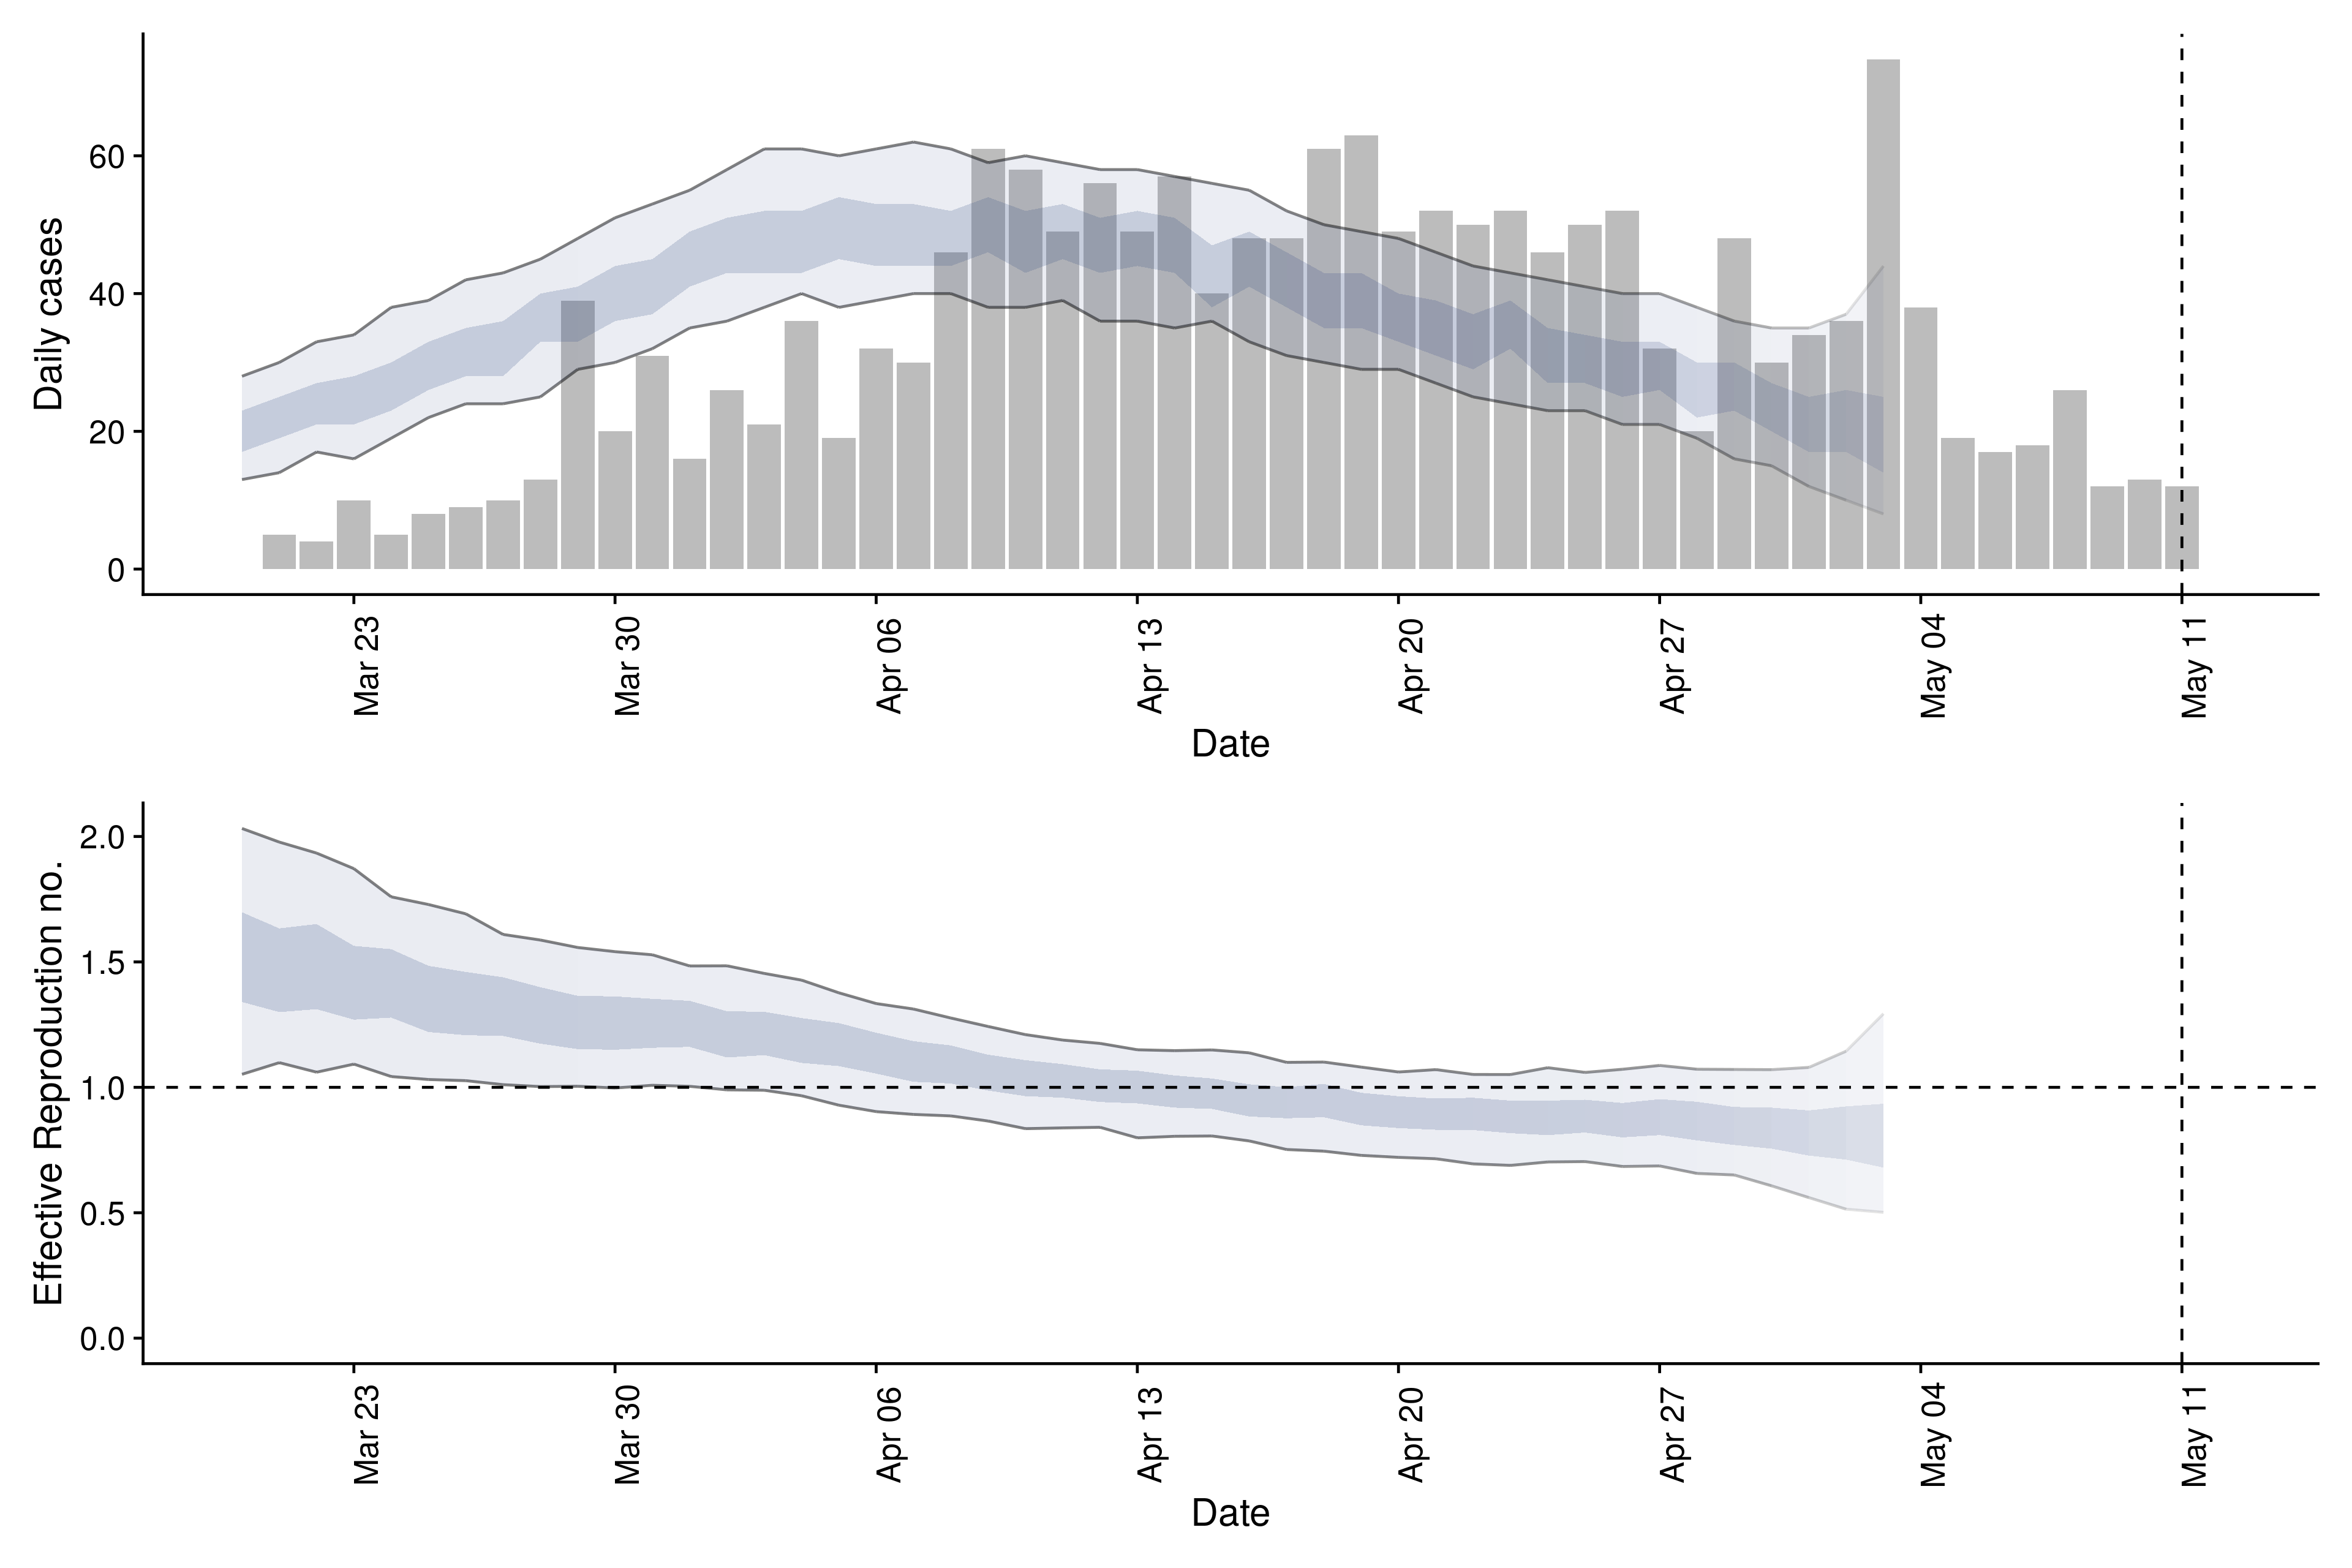 Daily cases
60
40
20
0
Mar 23
Mar 30
Apr 06
Apr 13
Apr 20
Apr 27
May 04
May 11
Date
Effective Reproduction no.
2.0
1.5
1.0
0.5
0.0
Mar 23
Mar 30
Apr 06
Apr 13
Apr 20
Apr 27
May 04
May 11
Date